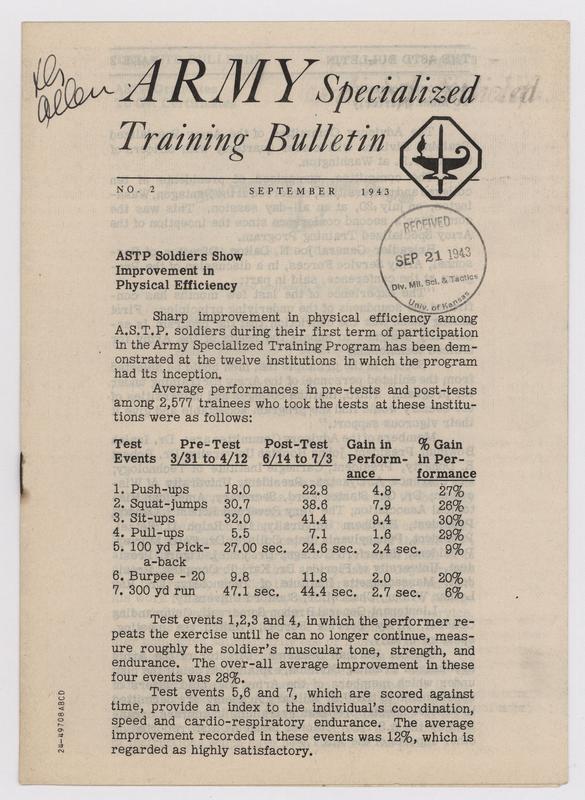 Allen
ARMY Specialized
Training Bulletin
NO. 2 SEPTEMBER 1943
RECEIVED
SEP 21 1943
Div. Mil. Sci. & Tactics
Univ. of Kansas
ASTP Soldiers Show
Improvement in
Physical Efficiency
Sharp improvement in physical efficiency among
A.S.T.P. soldiers during their first term of participation
in the Army Specialized Training Program has been dem-
onstrated at the twelve institutions in which the program
had its inception.
Average performances in pre-tests and post-tests
among 2,577 trainees who took the tests at these institu-
tions were as follows:
Test Pre-Test Post-Test Gain in % Gain
Events 3/31 to 4/12 6/14 to 7/3 Perform- in Per-
ance formance
1. Push-ups 18.0 22.8 4.8 27%
2. Squat-jumps 30.7 38.6 7.9 26%
3. Sit-ups 32.0 41.4 9.4 30%
4. Pull-ups 5.5 7.1 1.6 29%
5. 100 yd Pick- 27.00 sec. 24.6 sec. 2.4 sec. 9%
a-back
6. Burpee - 20 9.8 11.8 2.0 20%
7. 300 yd run 47.1 sec. 44.4 sec. 2.7 sec. 6%
Test events 1,2,3 and 4, in which the performer re-
peats the exercise until he can no longer continue, meas-
ure roughly the soldier's muscular tone, strength, and
endurance. The over-all average improvement in these
four events was 28%.
Test events 5,6 and 7, which are scored against
time, provide an index to the individual's coordination,
speed and cardio-respiratory endurance. The average
improvement recorded in these events was 12%, which is
regarded as highly satisfactory.
24-49708ABCD